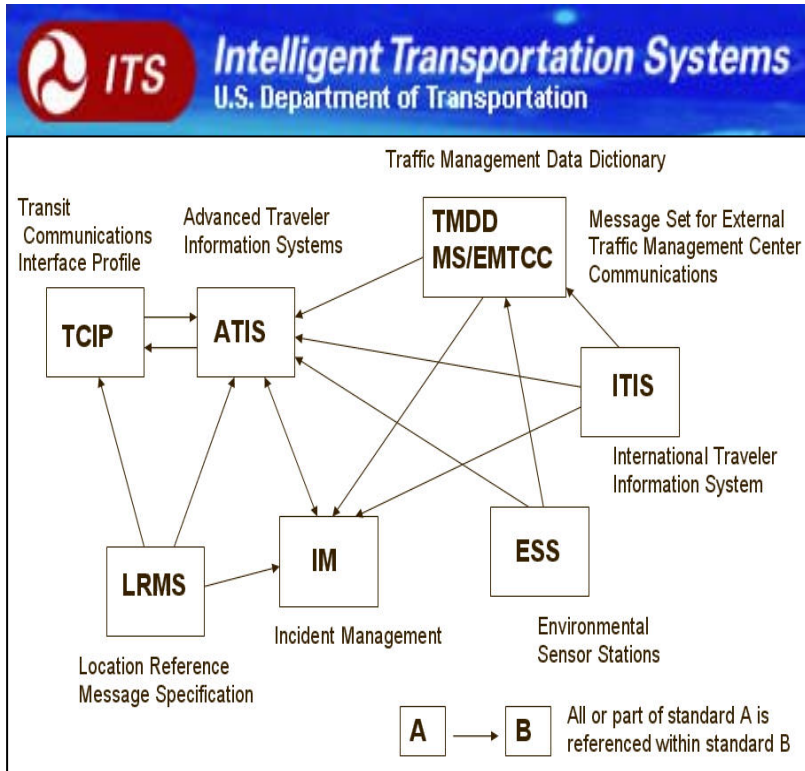 ITS
Intelligent Transportation Systems
U.S. Department of Transportation
Traffic Management Data Dictionary
Transit
Communications
Interface Profile
Advanced Traveler
Information Systems
TMDD
MS/EMTCC
Message Set for External
Traffic Management Center
Communications
TCIP
ATIS
ITIS
International Traveler
Information System
LRMS
IM
ESS
Location Reference
Message Specification
Incident Management
Environmental
Sensor Stations
A
B
All or part of standard A is
referenced within standard B